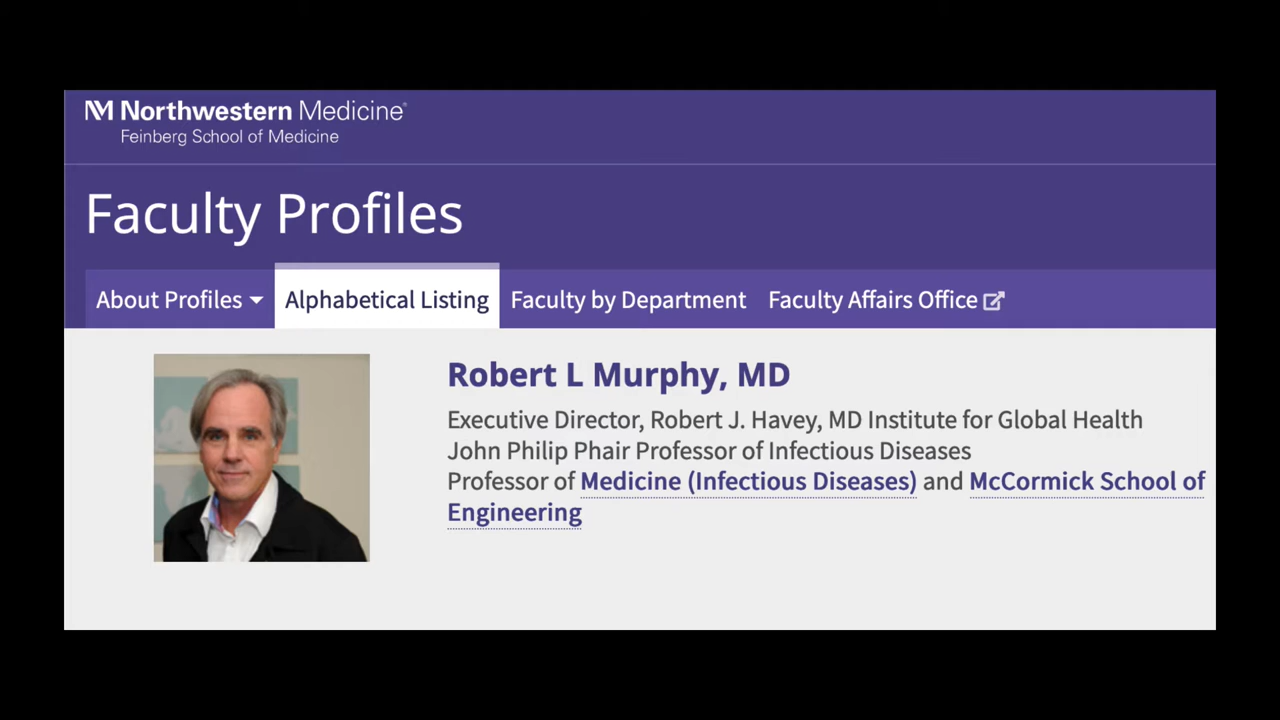 Northwestern Medicine®
Feinberg School of Medicine
Faculty Profiles
About Profiles
Alphabetical Listing
Faculty by Department
Faculty Affairs Office
Robert L Murphy, MD
Executive Director, Robert J. Havey, MD Institute for Global Health
John Philip Phair Professor of Infectious Diseases
Professor of Medicine (Infectious Diseases) and McCormick School of
Engineering